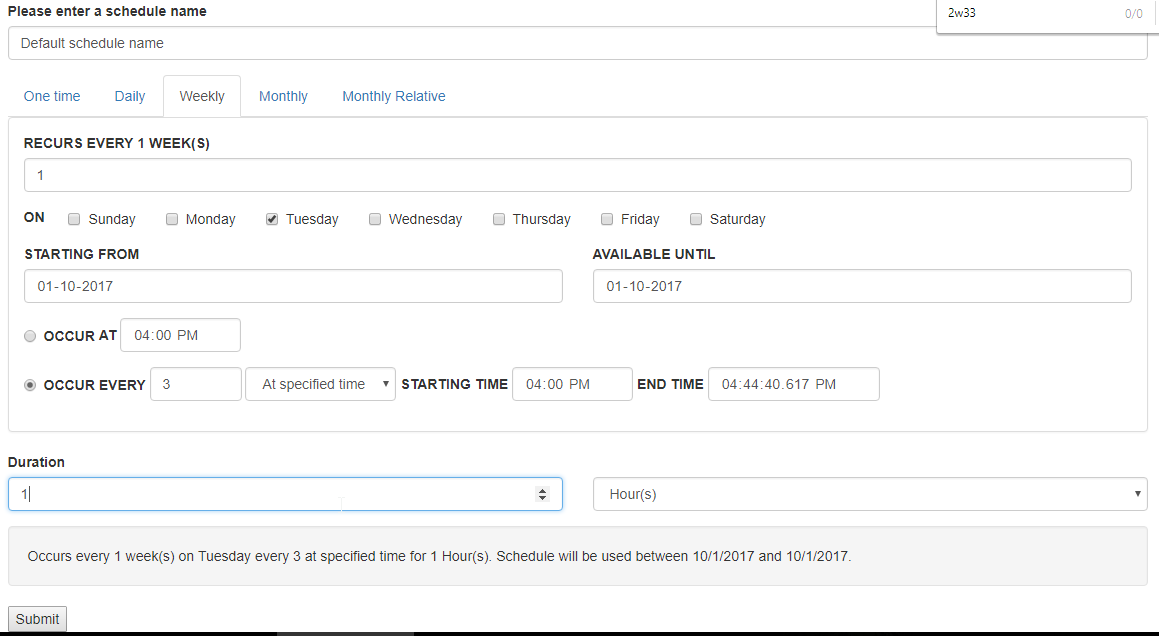 Please enter a schedule name
2w33 0/0
Default schedule name
One time Daily Weekly Monthly Monthly Relative
RECURS EVERY 1 WEEK(S)
1
ON Sunday Monday Tuesday Wednesday Thursday Friday Saturday
STARTING FROM AVAILABLE UNTIL
01-10-2017 01-10-2017
OCCUR AT 04:00 PM
OCCUR EVERY 3 At specified time STARTING TIME 04:00 PM END TIME 04:44:40.617 PM
Duration
1 Hour(s)
Occurs every 1 week(s) on Tuesday every 3 at specified time for 1 Hour(s). Schedule will be used between 10/1/2017 and 10/1/2017.
Submit